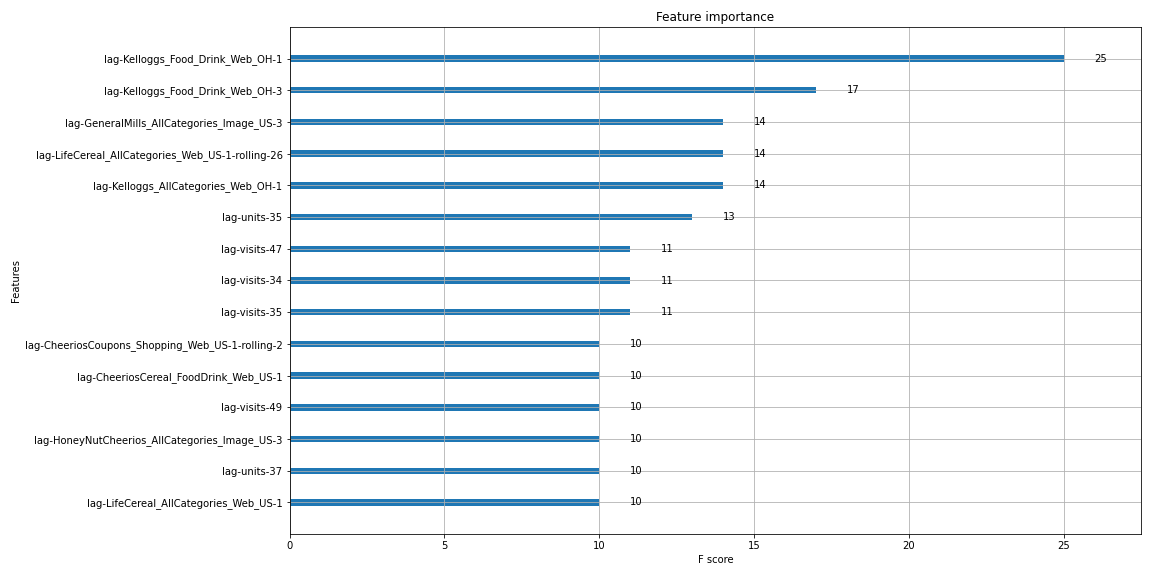 Feature importance
Features
lag-Kelloggs_Food_Drink_Web_OH-1 25
lag-Kelloggs_Food_Drink_Web_OH-3 17
lag-GeneralMills_AllCategories_Image_US-3 14
lag-LifeCereal_AllCategories_Web_US-1-rolling-26 14
lag-Kelloggs_AllCategories_Web_OH-1 14
lag-units-35 13
lag-visits-47 11
lag-visits-34 11
lag-visits-35 11
lag-CheeriosCoupons_Shopping_Web_US-1-rolling-2 10
lag-CheeriosCereal_FoodDrink_Web_US-1 10
lag-visits-49 10
lag-HoneyNutCheerios_AllCategories_Image_US-3 10
lag-units-37 10
lag-LifeCereal_AllCategories_Web_US-1 10
0 5 10 15 20 25
F score